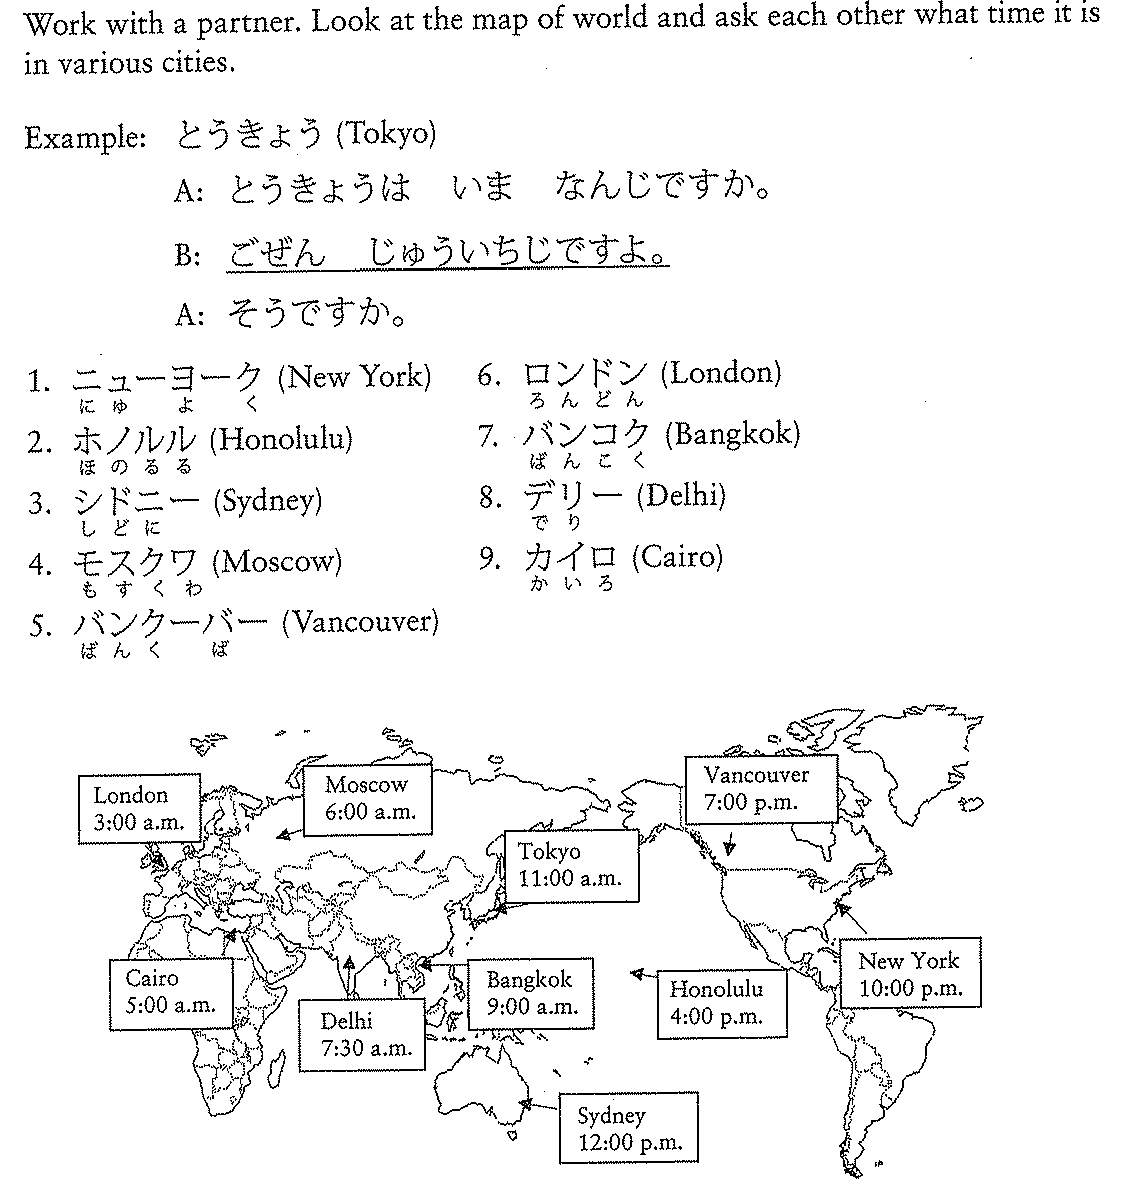 Work with a partner. Look at the map of world and ask each other what time it is
in various cities.
Example: とうきょう (Tokyo)
A: とうきょうは いま なんじですか。
B: ごぜん じゅういちじですよ。
A: そうですか。
1. ニューヨーク (New York)
にゅ よ く
2. ホノルル (Honolulu)
ほのるる
3. シドニー (Sydney)
しどに
4. モスクワ (Moscow)
もすくわ
5. バンクーバー (Vancouver)
ばんく ば
6. ロンドン (London)
ろんどん
7. バンコク (Bangkok)
ばんこく
8. デリー (Delhi)
でり
9. カイロ (Cairo)
かいろ
London
3:00 a.m.
Moscow
6:00 a.m.
Vancouver
7:00 p.m.
Tokyo
11:00 a.m.
Cairo
5:00 a.m.
Delhi
7:30 a.m.
Bangkok
9:00 a.m.
Honolulu
4:00 p.m.
New York
10:00 p.m.
Sydney
12:00 p.m.